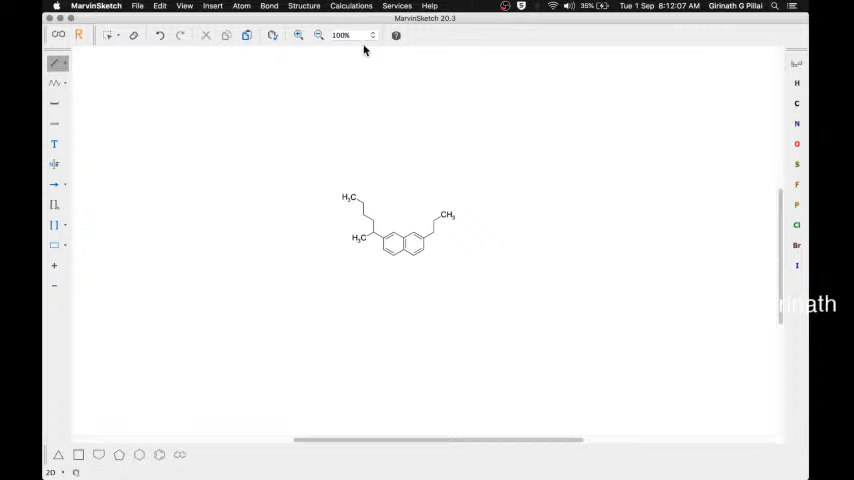 MarvinSketch File Edit View Insert Atom Bond Structure Calculations Services Help 35% Tue 1 Sep 8:12:07 AM Girinath G Pillai
MarvinSketch 20.3
R 100% ?
H
C
N
O
S
F
P
Cl
Br
I
T
H₃C
CH₃
H₃C
rinath
2D